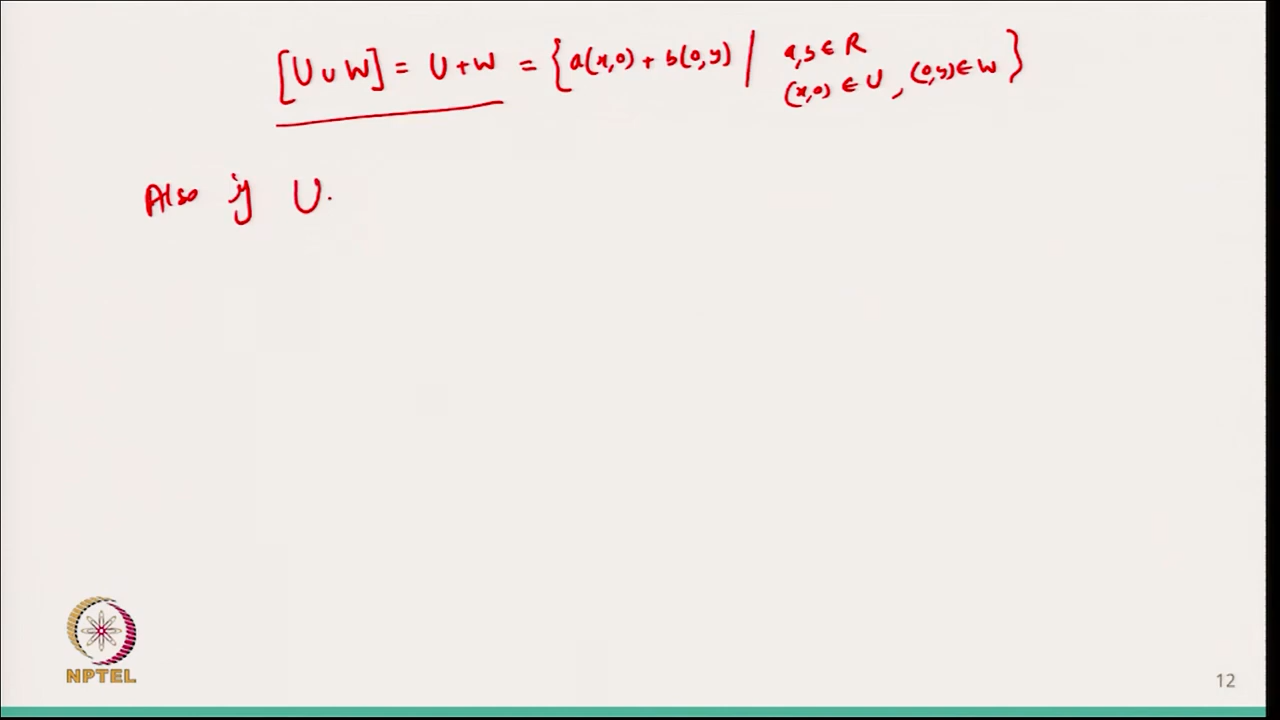 [U ∪ W] = U + W = {a(x,0) + b(0,y) | a,b ∈ R
(x,0) ∈ U, (0,y) ∈ W}
Also if U.
NPTEL
12